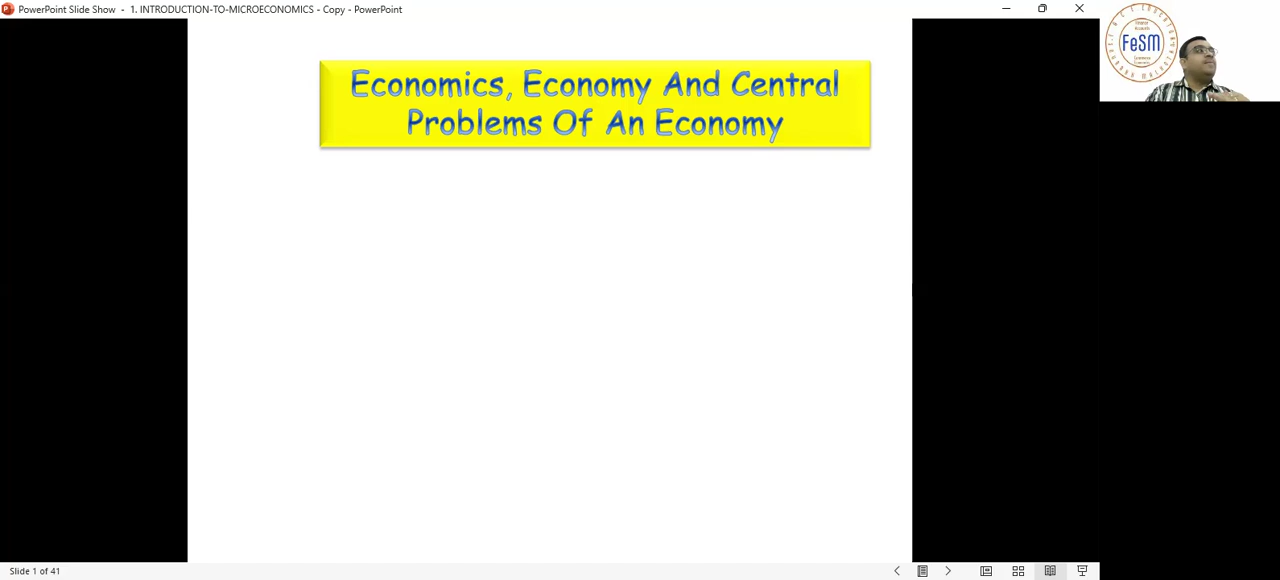 PowerPoint Slide Show - 1. INTRODUCTION-TO-MICROECONOMICS - Copy - PowerPoint
FeSM
Economics, Economy And Central
Problems Of An Economy
Slide 1 of 41